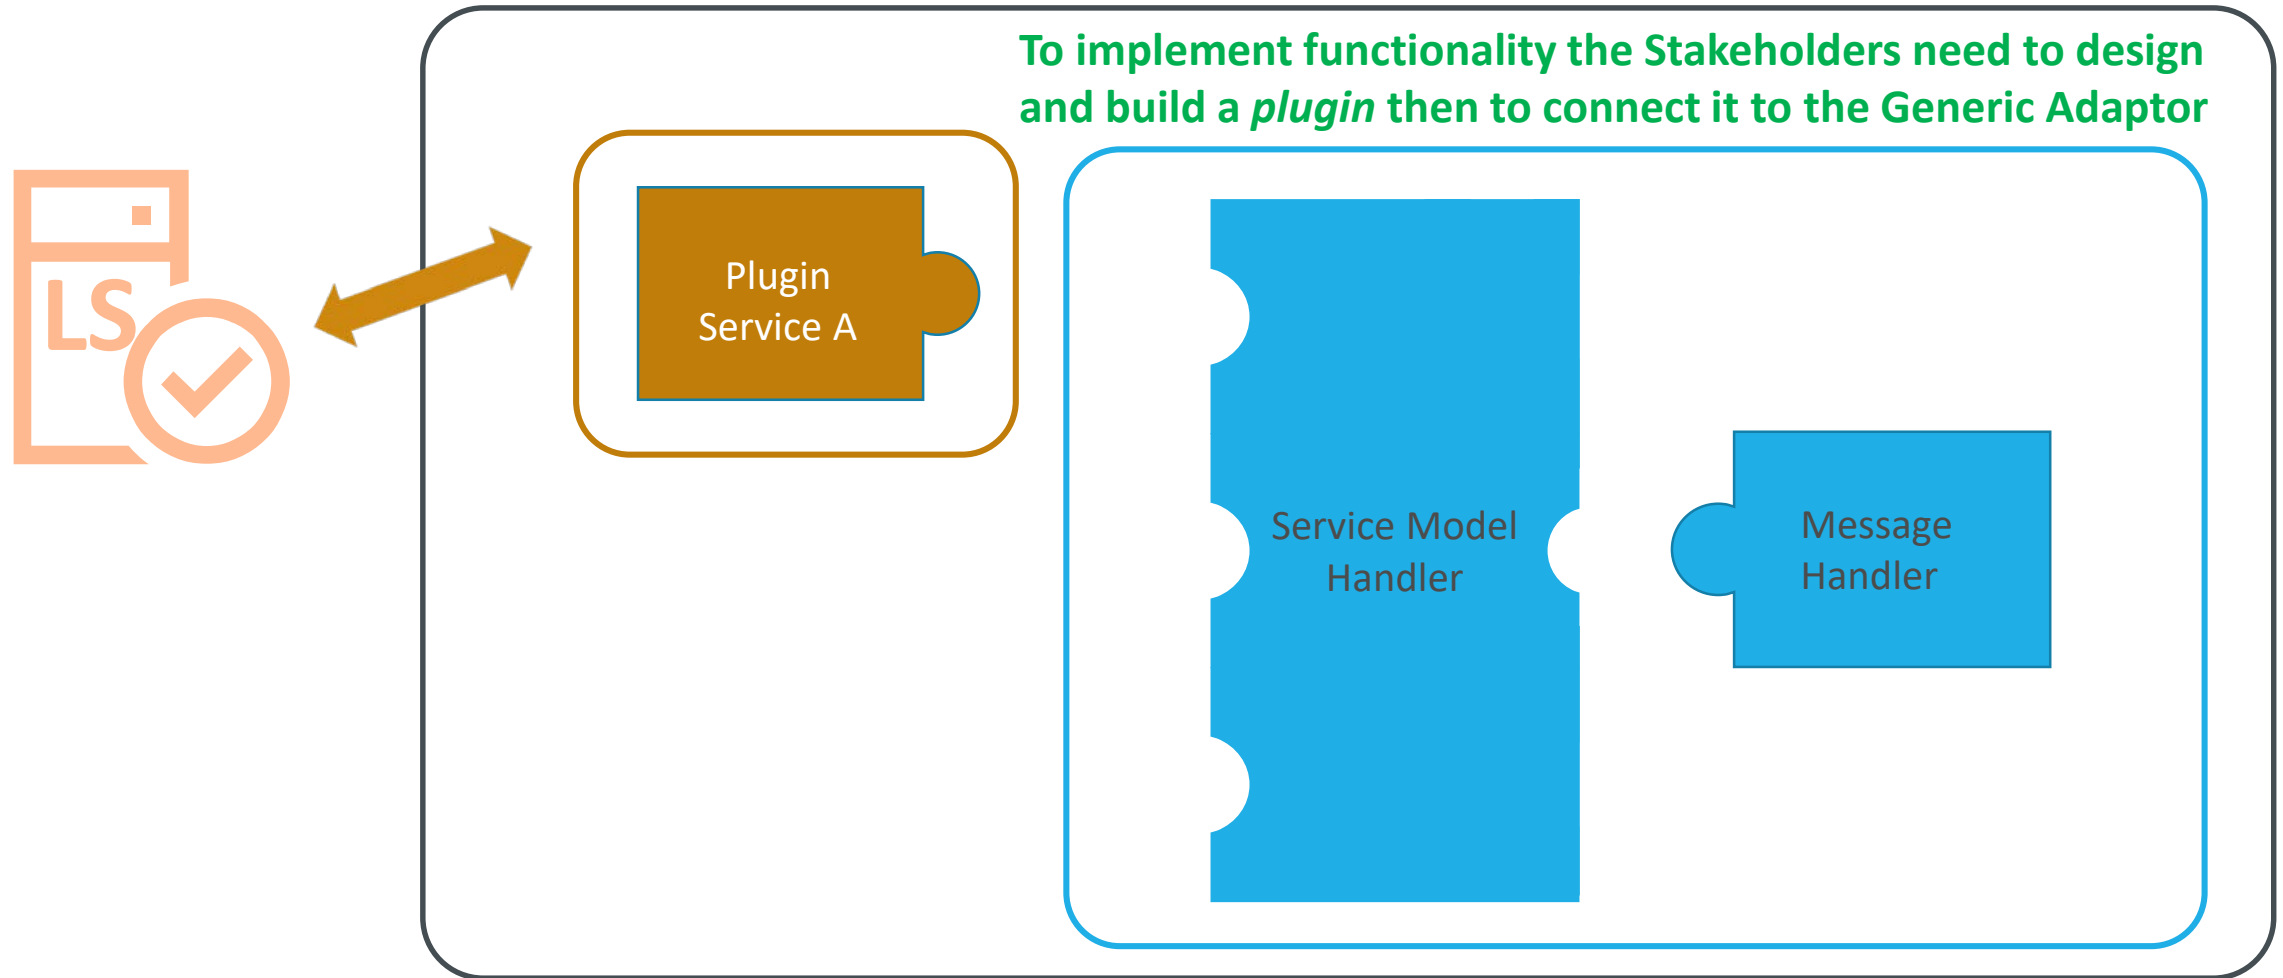 To implement functionality the Stakeholders need to design
and build a plugin then to connect it to the Generic Adaptor
LS
Plugin
Service A
Service Model
Handler
Message
Handler